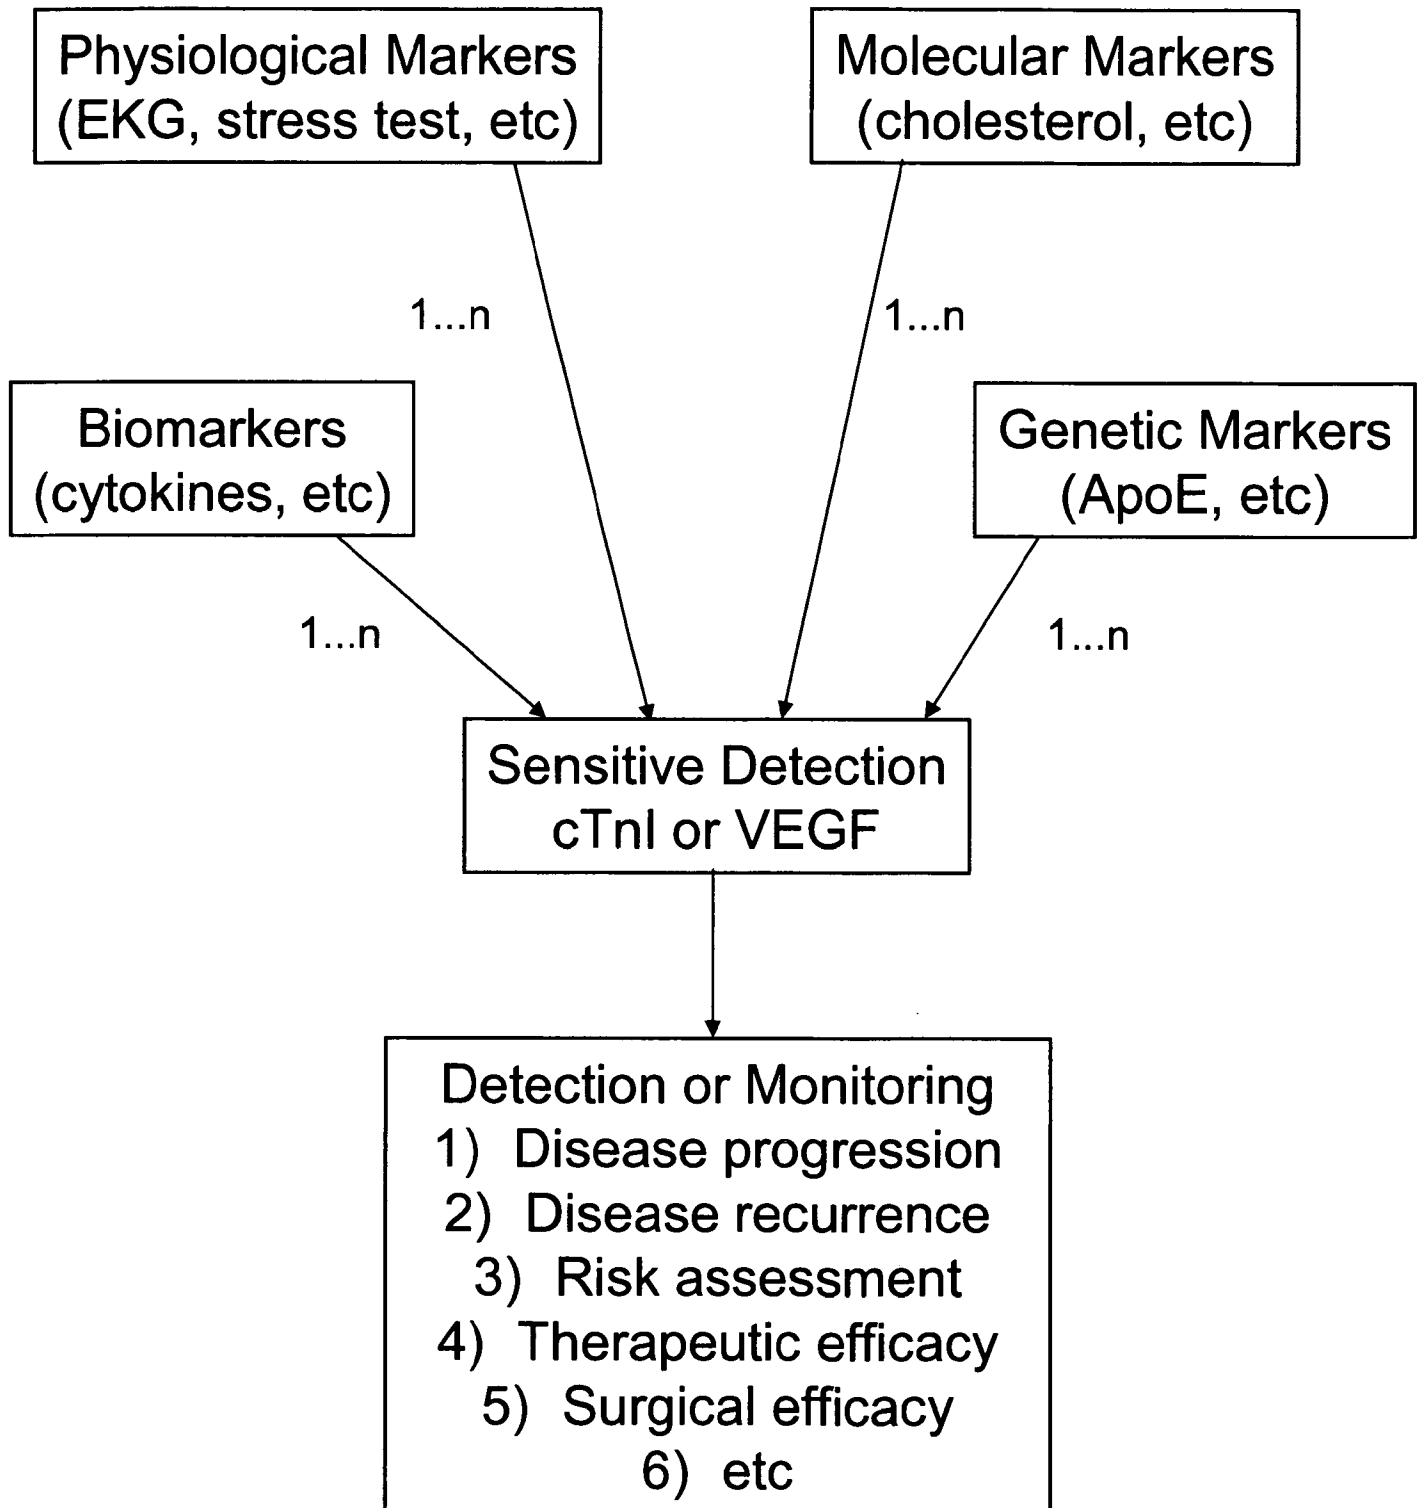 Physiological Markers
(EKG, stress test, etc)
Molecular Markers
(cholesterol, etc)
1...n
1...n
Biomarkers
(cytokines, etc)
Genetic Markers
(ApoE, etc)
1...n
1...n
Sensitive Detection
cTnI or VEGF
Detection or Monitoring
1) Disease progression
2) Disease recurrence
3) Risk assessment
4) Therapeutic efficacy
5) Surgical efficacy
6) etc